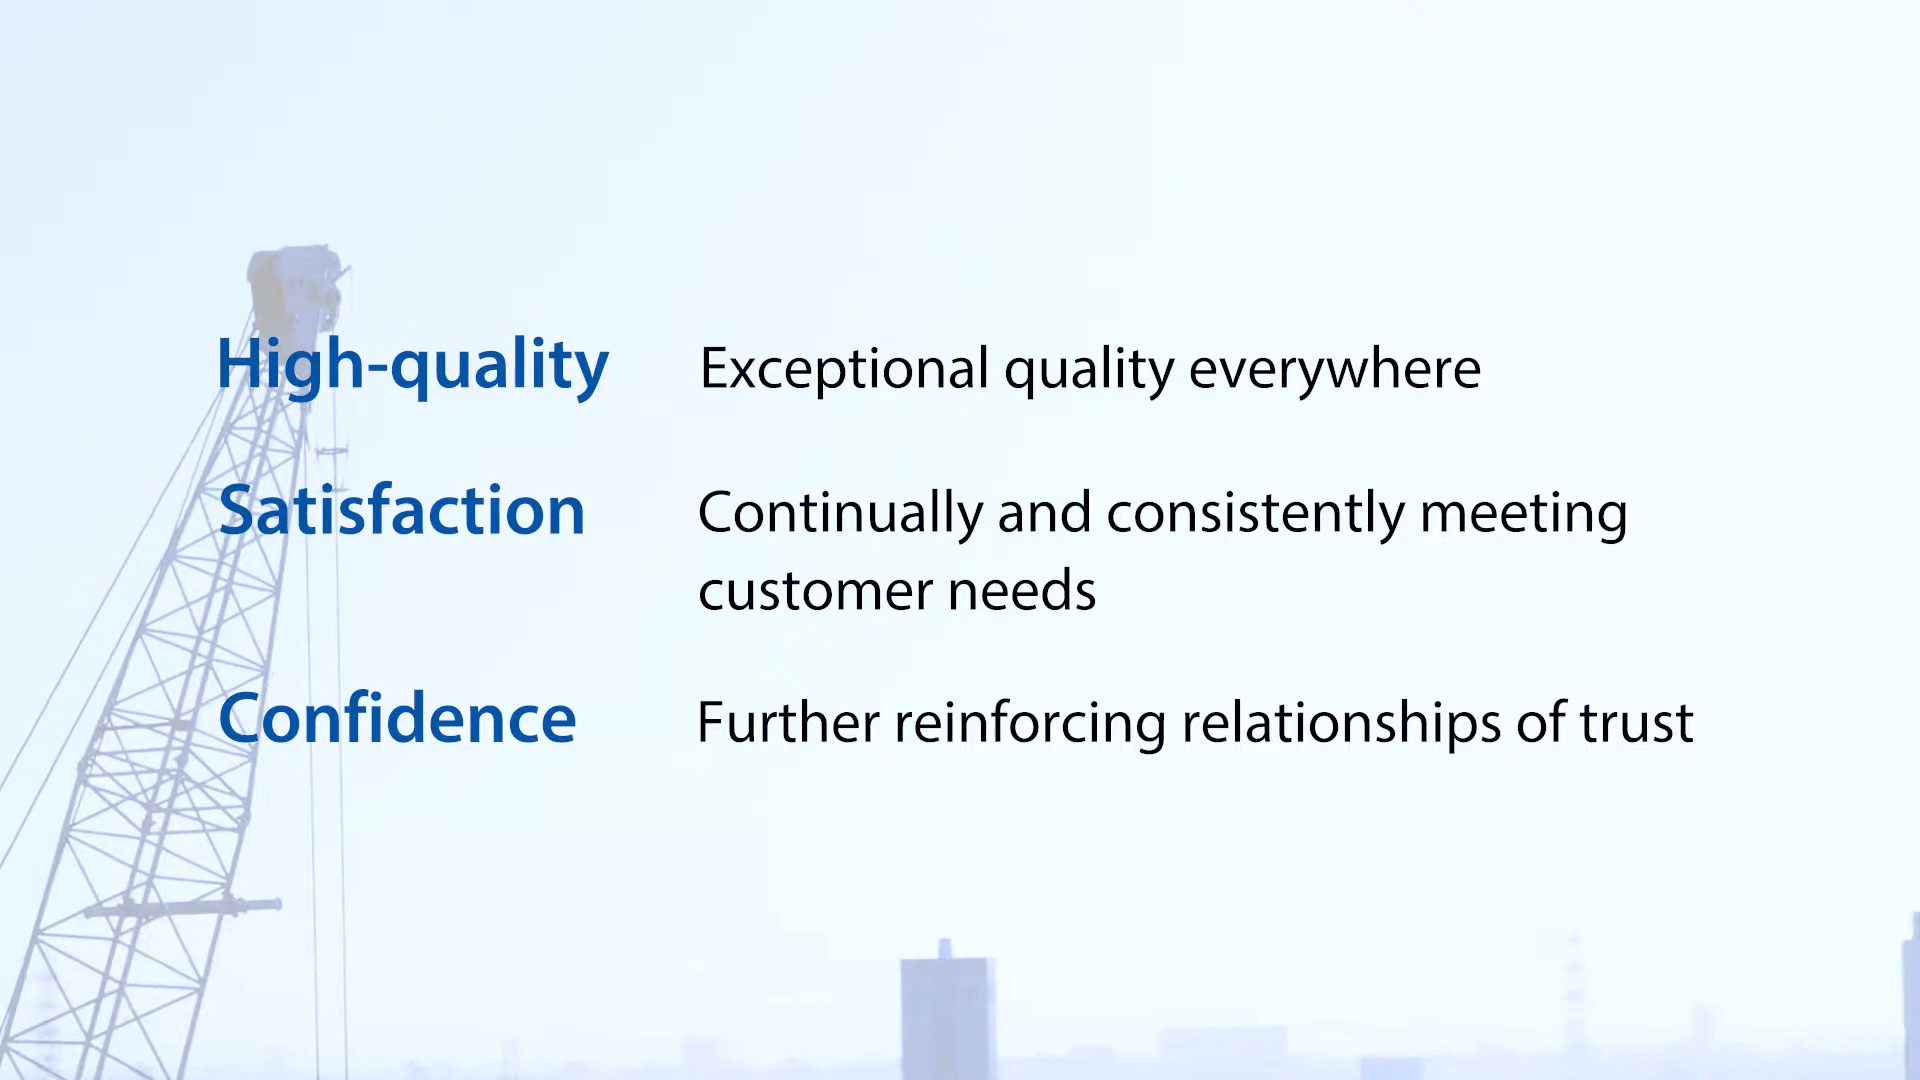 High-quality Exceptional quality everywhere
Satisfaction Continually and consistently meeting
customer needs
Confidence Further reinforcing relationships of trust